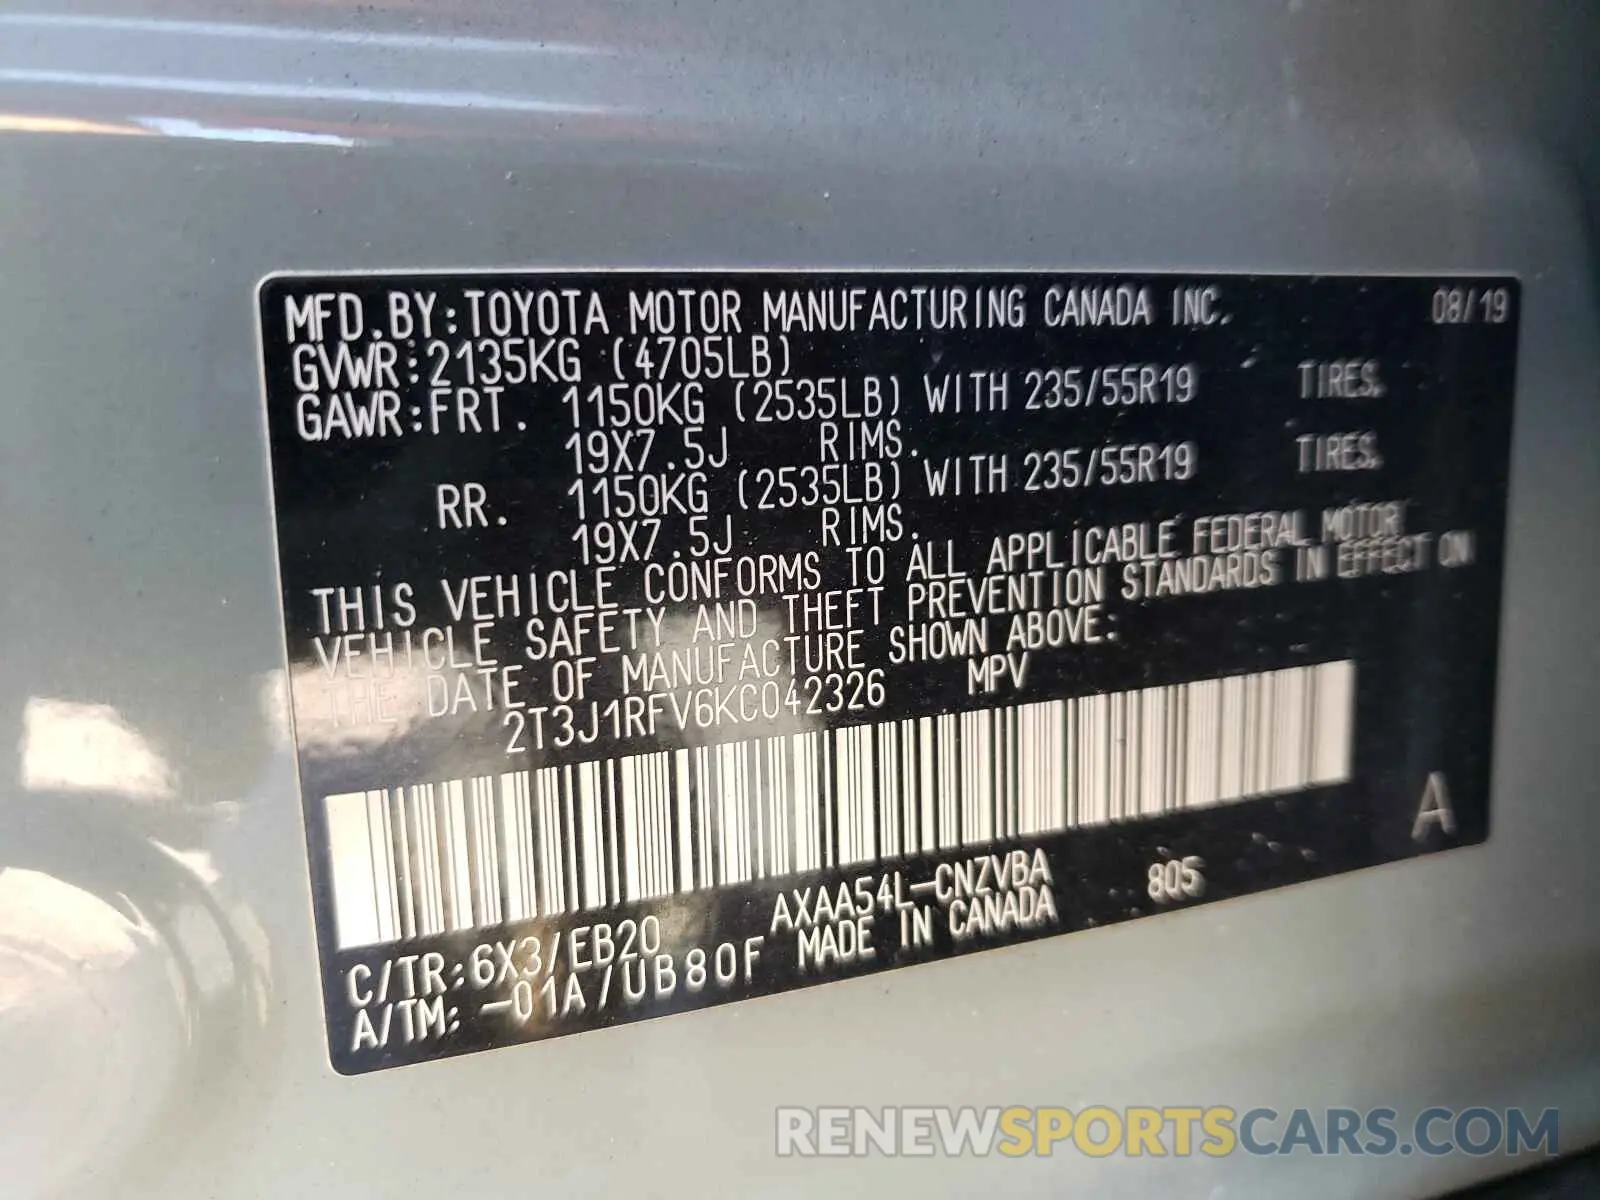 MFD.BY:TOYOTA MOTOR MANUFACTURING CANADA INC. 08/19
GVWR:2135KG (4705LB)
GAWR:FRT. 1150KG (2535LB) WITH 235/55R19 TIRES,
19X7.5J RIMS.
RR. 1150KG (2535LB) WITH 235/55R19 TIRES,
19X7.5J RIMS.
THIS VEHICLE CONFORMS TO ALL APPLICABLE FEDERAL MOTOR
VEHICLE SAFETY AND THEFT PREVENTION STANDARDS IN EFFECT ON
THE DATE OF MANUFACTURE SHOWN ABOVE:
2T3J1RFV6KC042326 MPV
A
C/TR:6X3/EB20 AXAA54L-CNZVBA 805
A/TM:-01A/UB80F MADE IN CANADA
RENEWSPORTSCARS.COM